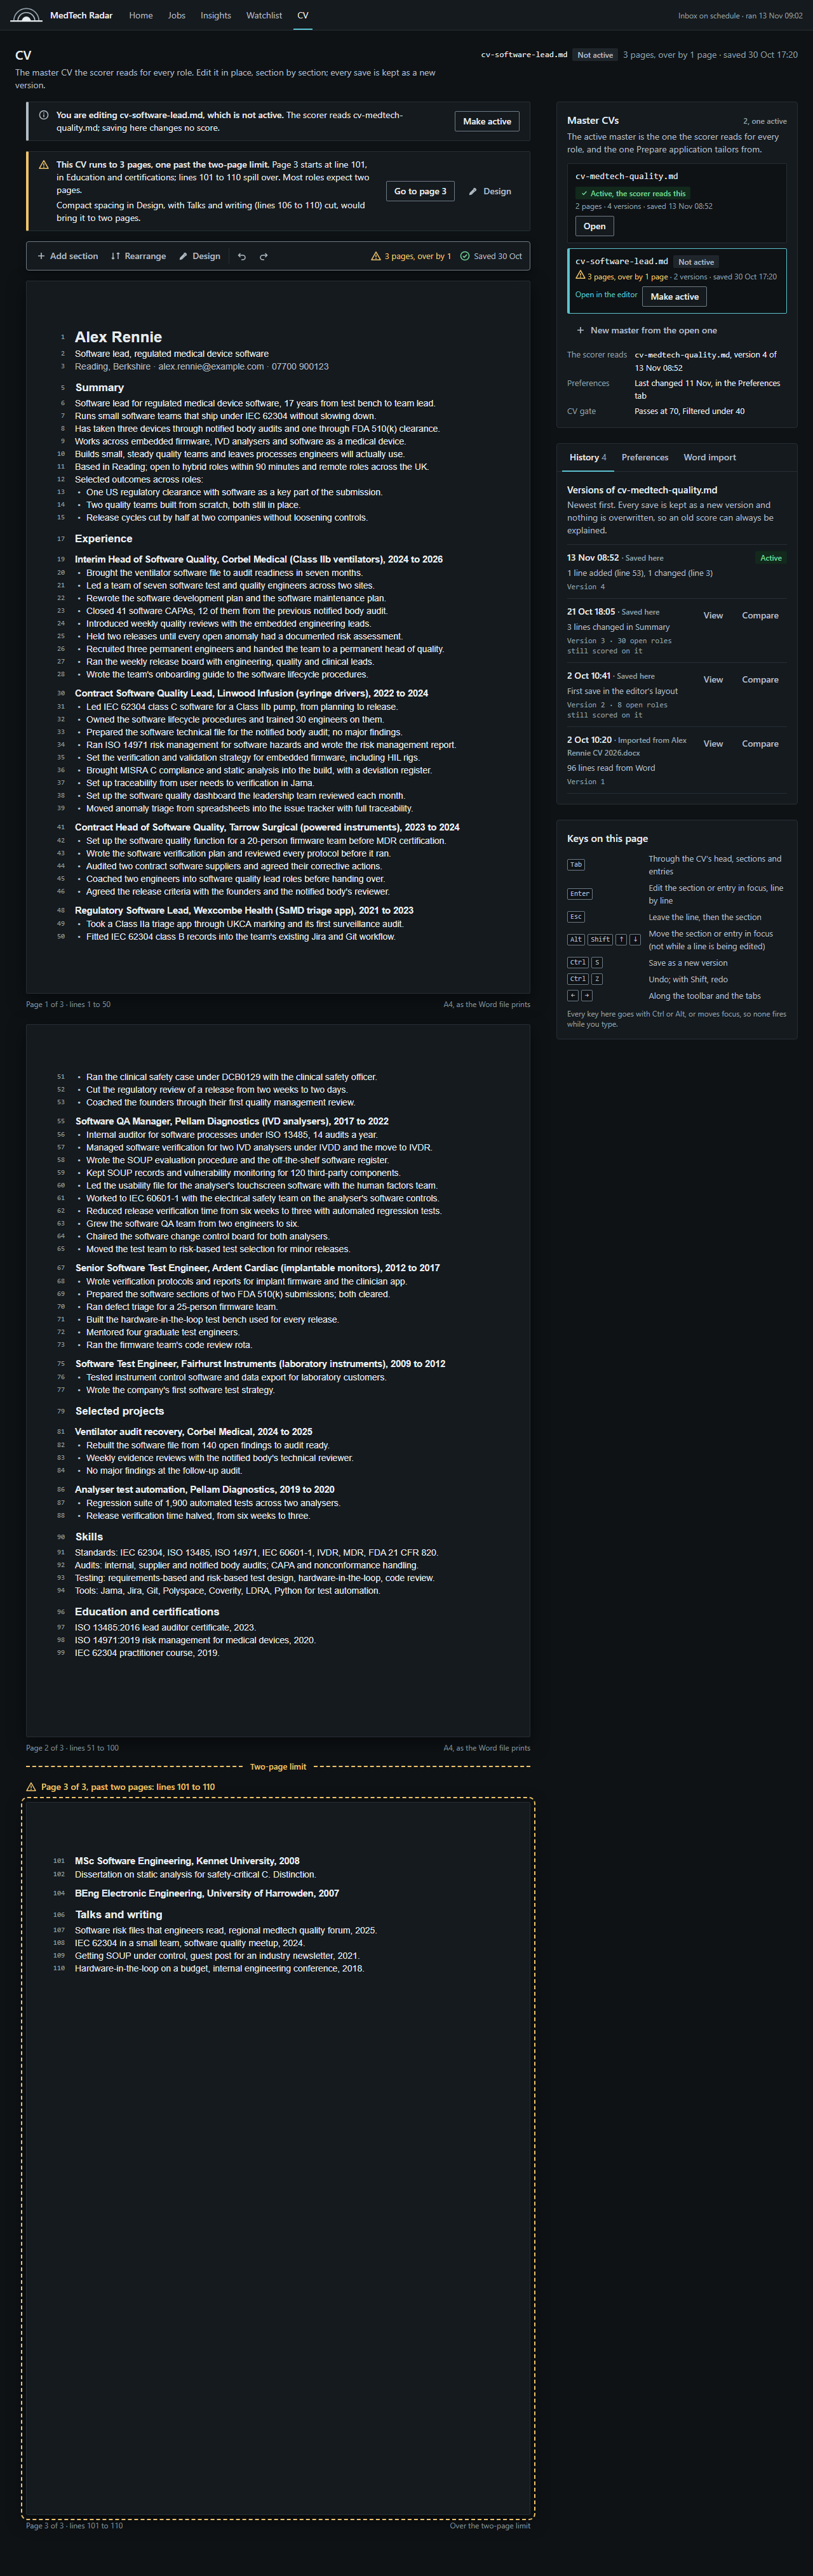 MedTech Radar Home Jobs Insights Watchlist CV Inbox on schedule · ran 13 Nov 09:02
CV
cv-software-lead.md Not active 3 pages, over by 1 page · saved 30 Oct 17:20
The master CV the scorer reads for every role. Edit it in place, section by section; every save is kept as a new
version.
You are editing cv-software-lead.md, which is not active. The scorer reads cv-medtech-
quality.md; saving here changes no score.
Make active
This CV runs to 3 pages, one past the two-page limit. Page 3 starts at line 101,
in Education and certifications; lines 101 to 110 spill over. Most roles expect two
pages.
Compact spacing in Design, with Talks and writing (lines 106 to 110) cut, would
bring it to two pages.
Go to page 3 Design
Add section Rearrange Design 3 pages, over by 1 Saved 30 Oct
1 Alex Rennie
2 Software lead, regulated medical device software
3 Reading, Berkshire · alex.rennie@example.com · 07700 900123
5 Summary
6 Software lead for regulated medical device software, 17 years from test bench to team lead.
7 Runs small software teams that ship under IEC 62304 without slowing down.
8 Has taken three devices through notified body audits and one through FDA 510(k) clearance.
9 Works across embedded firmware, IVD analysers and software as a medical device.
10 Builds small, steady quality teams and leaves processes engineers will actually use.
11 Based in Reading; open to hybrid roles within 90 minutes and remote roles across the UK.
12 Selected outcomes across roles:
13 • One US regulatory clearance with software as a key part of the submission.
14 • Two quality teams built from scratch, both still in place.
15 • Release cycles cut by half at two companies without loosening controls.
17 Experience
19 Interim Head of Software Quality, Corbel Medical (Class IIb ventilators), 2024 to 2026
20 • Brought the ventilator software file to audit readiness in seven months.
21 • Led a team of seven software test and quality engineers across two sites.
22 • Rewrote the software development plan and the software maintenance plan.
23 • Closed 41 software CAPAs, 12 of them from the previous notified body audit.
24 • Introduced weekly quality reviews with the embedded engineering leads.
25 • Held two releases until every open anomaly had a documented risk assessment.
26 • Recruited three permanent engineers and handed the team to a permanent head of quality.
27 • Ran the weekly release board with engineering, quality and clinical leads.
28 • Wrote the team's onboarding guide to the software lifecycle procedures.
30 Contract Software Quality Lead, Linwood Infusion (syringe drivers), 2022 to 2024
31 • Led IEC 62304 class C software for a Class IIb pump, from planning to release.
32 • Owned the software lifecycle procedures and trained 30 engineers on them.
33 • Prepared the software technical file for the notified body audit; no major findings.
34 • Ran ISO 14971 risk management for software hazards and wrote the risk management report.
35 • Set the verification and validation strategy for embedded firmware, including HIL rigs.
36 • Brought MISRA C compliance and static analysis into the build, with a deviation register.
37 • Set up traceability from user needs to verification in Jama.
38 • Set up the software quality dashboard the leadership team reviewed each month.
39 • Moved anomaly triage from spreadsheets into the issue tracker with full traceability.
41 Contract Head of Software Quality, Tarrow Surgical (powered instruments), 2023 to 2024
42 • Set up the software quality function for a 20-person firmware team before MDR certification.
43 • Wrote the software verification plan and reviewed every protocol before it ran.
44 • Audited two contract software suppliers and agreed their corrective actions.
45 • Coached two engineers into software quality lead roles before handing over.
46 • Agreed the release criteria with the founders and the notified body's reviewer.
48 Regulatory Software Lead, Wexcombe Health (SaMD triage app), 2021 to 2023
49 • Took a Class IIa triage app through UKCA marking and its first surveillance audit.
50 • Fitted IEC 62304 class B records into the team's existing Jira and Git workflow.
Page 1 of 3 · lines 1 to 50 A4, as the Word file prints
51 • Ran the clinical safety case under DCB0129 with the clinical safety officer.
52 • Cut the regulatory review of a release from two weeks to two days.
53 • Coached the founders through their first quality management review.
55 Software QA Manager, Pellam Diagnostics (IVD analysers), 2017 to 2022
56 • Internal auditor for software processes under ISO 13485, 14 audits a year.
57 • Managed software verification for two IVD analysers under IVDD and the move to IVDR.
58 • Wrote the SOUP evaluation procedure and the off-the-shelf software register.
59 • Kept SOUP records and vulnerability monitoring for 120 third-party components.
60 • Led the usability file for the analyser's touchscreen software with the human factors team.
61 • Worked to IEC 60601-1 with the electrical safety team on the analyser's software controls.
62 • Reduced release verification time from six weeks to three with automated regression tests.
63 • Grew the software QA team from two engineers to six.
64 • Chaired the software change control board for both analysers.
65 • Moved the test team to risk-based test selection for minor releases.
67 Senior Software Test Engineer, Ardent Cardiac (implantable monitors), 2012 to 2017
68 • Wrote verification protocols and reports for implant firmware and the clinician app.
69 • Prepared the software sections of two FDA 510(k) submissions; both cleared.
70 • Ran defect triage for a 25-person firmware team.
71 • Built the hardware-in-the-loop test bench used for every release.
72 • Mentored four graduate test engineers.
73 • Ran the firmware team's code review rota.
75 Software Test Engineer, Fairhurst Instruments (laboratory instruments), 2009 to 2012
76 • Tested instrument control software and data export for laboratory customers.
77 • Wrote the company's first software test strategy.
79 Selected projects
81 Ventilator audit recovery, Corbel Medical, 2024 to 2025
82 • Rebuilt the software file from 140 open findings to audit ready.
83 • Weekly evidence reviews with the notified body's technical reviewer.
84 • No major findings at the follow-up audit.
86 Analyser test automation, Pellam Diagnostics, 2019 to 2020
87 • Regression suite of 1,900 automated tests across two analysers.
88 • Release verification time halved, from six weeks to three.
90 Skills
91 Standards: IEC 62304, ISO 13485, ISO 14971, IEC 60601-1, IVDR, MDR, FDA 21 CFR 820.
92 Audits: internal, supplier and notified body audits; CAPA and nonconformance handling.
93 Testing: requirements-based and risk-based test design, hardware-in-the-loop, code review.
94 Tools: Jama, Jira, Git, Polyspace, Coverity, LDRA, Python for test automation.
96 Education and certifications
97 ISO 13485:2016 lead auditor certificate, 2023.
98 ISO 14971:2019 risk management for medical devices, 2020.
99 IEC 62304 practitioner course, 2019.
Page 2 of 3 · lines 51 to 100 A4, as the Word file prints
Two-page limit
Page 3 of 3, past two pages: lines 101 to 110
101 MSc Software Engineering, Kennet University, 2008
102 Dissertation on static analysis for safety-critical C. Distinction.
104 BEng Electronic Engineering, University of Harrowden, 2007
106 Talks and writing
107 Software risk files that engineers read, regional medtech quality forum, 2025.
108 IEC 62304 in a small team, software quality meetup, 2024.
109 Getting SOUP under control, guest post for an industry newsletter, 2021.
110 Hardware-in-the-loop on a budget, internal engineering conference, 2018.
Page 3 of 3 · lines 101 to 110 Over the two-page limit
Master CVs 2, one active
The active master is the one the scorer reads for every
role, and the one Prepare application tailors from.
cv-medtech-quality.md
Active, the scorer reads this
2 pages · 4 versions · saved 13 Nov 08:52
Open
cv-software-lead.md Not active
3 pages, over by 1 page · 2 versions · saved 30 Oct 17:20
Open in the editor Make active
New master from the open one
The scorer reads cv-medtech-quality.md, version 4 of
13 Nov 08:52
Preferences Last changed 11 Nov, in the Preferences
tab
CV gate Passes at 70, Filtered under 40
History 4 Preferences Word import
Versions of cv-medtech-quality.md
Newest first. Every save is kept as a new version and
nothing is overwritten, so an old score can always be
explained.
13 Nov 08:52 · Saved here Active
1 line added (line 53), 1 changed (line 3)
Version 4
21 Oct 18:05 · Saved here View Compare
3 lines changed in Summary
Version 3 · 30 open roles
still scored on it
2 Oct 10:41 · Saved here View Compare
First save in the editor's layout
Version 2 · 8 open roles
still scored on it
2 Oct 10:20 · Imported from Alex
Rennie CV 2026.docx
View Compare
96 lines read from Word
Version 1
Keys on this page
Tab Through the CV's head, sections and
entries
Enter Edit the section or entry in focus, line
by line
Esc Leave the line, then the section
Alt Shift ↑ ↓ Move the section or entry in focus
(not while a line is being edited)
Ctrl S Save as a new version
Ctrl Z Undo; with Shift, redo
← → Along the toolbar and the tabs
Every key here goes with Ctrl or Alt, or moves focus, so none fires
while you type.